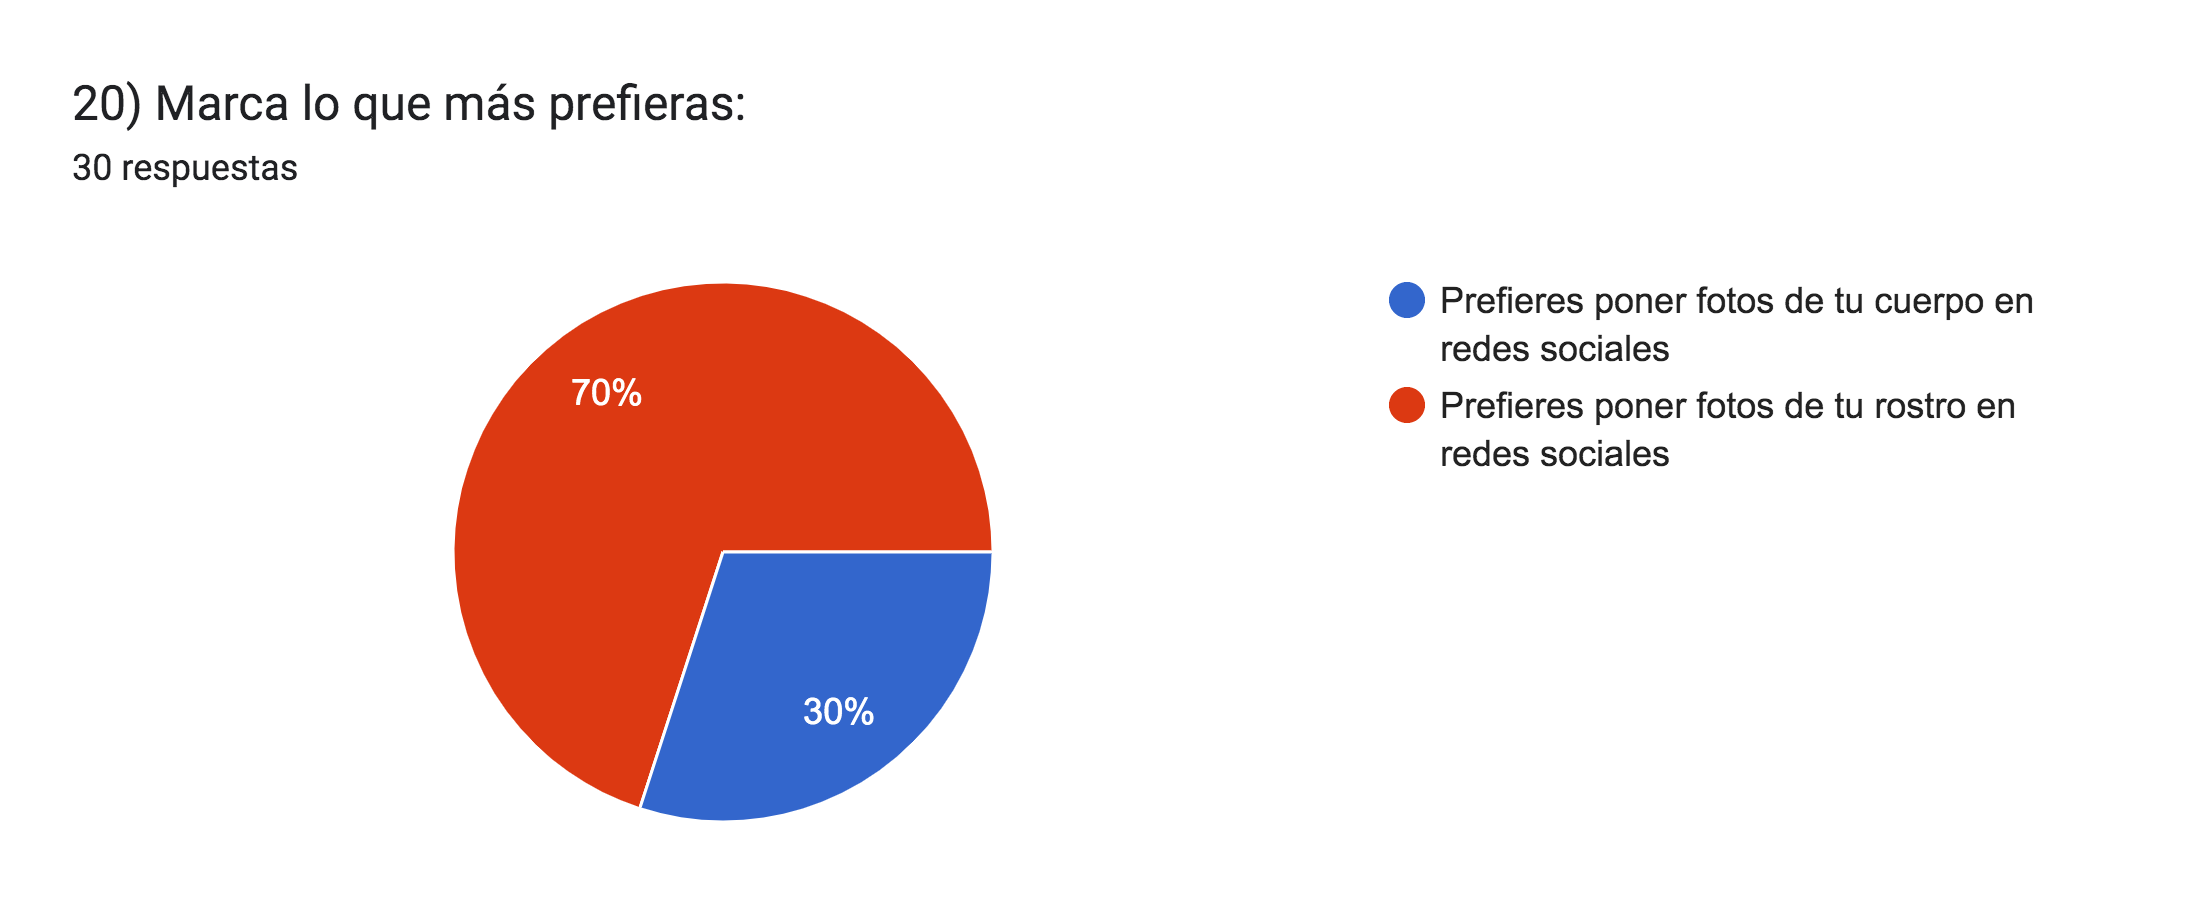 20) Marca lo que más prefieras:
30 respuestas
70%
30%
Prefieres poner fotos de tu cuerpo en
redes sociales
Prefieres poner fotos de tu rostro en
redes sociales